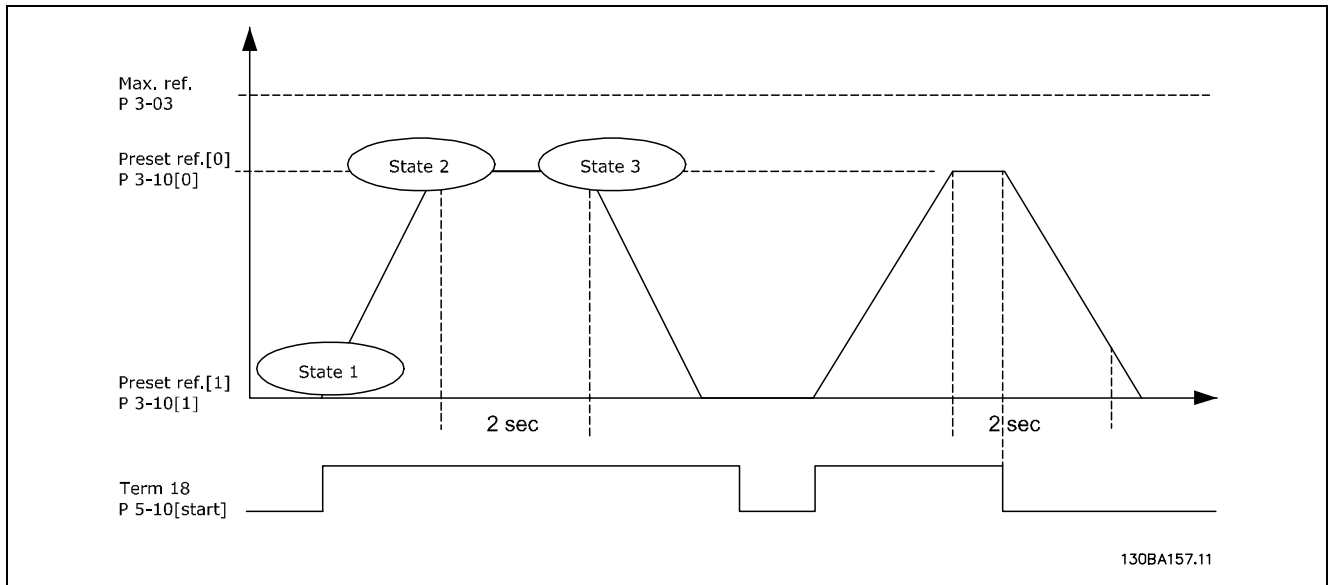 Max. ref.
P 3-03
Preset ref.[0]
P 3-10[0]
State 2
State 3
State 1
Preset ref.[1]
P 3-10[1]
2 sec
2 sec
Term 18
P 5-10[start]
130BA157.11